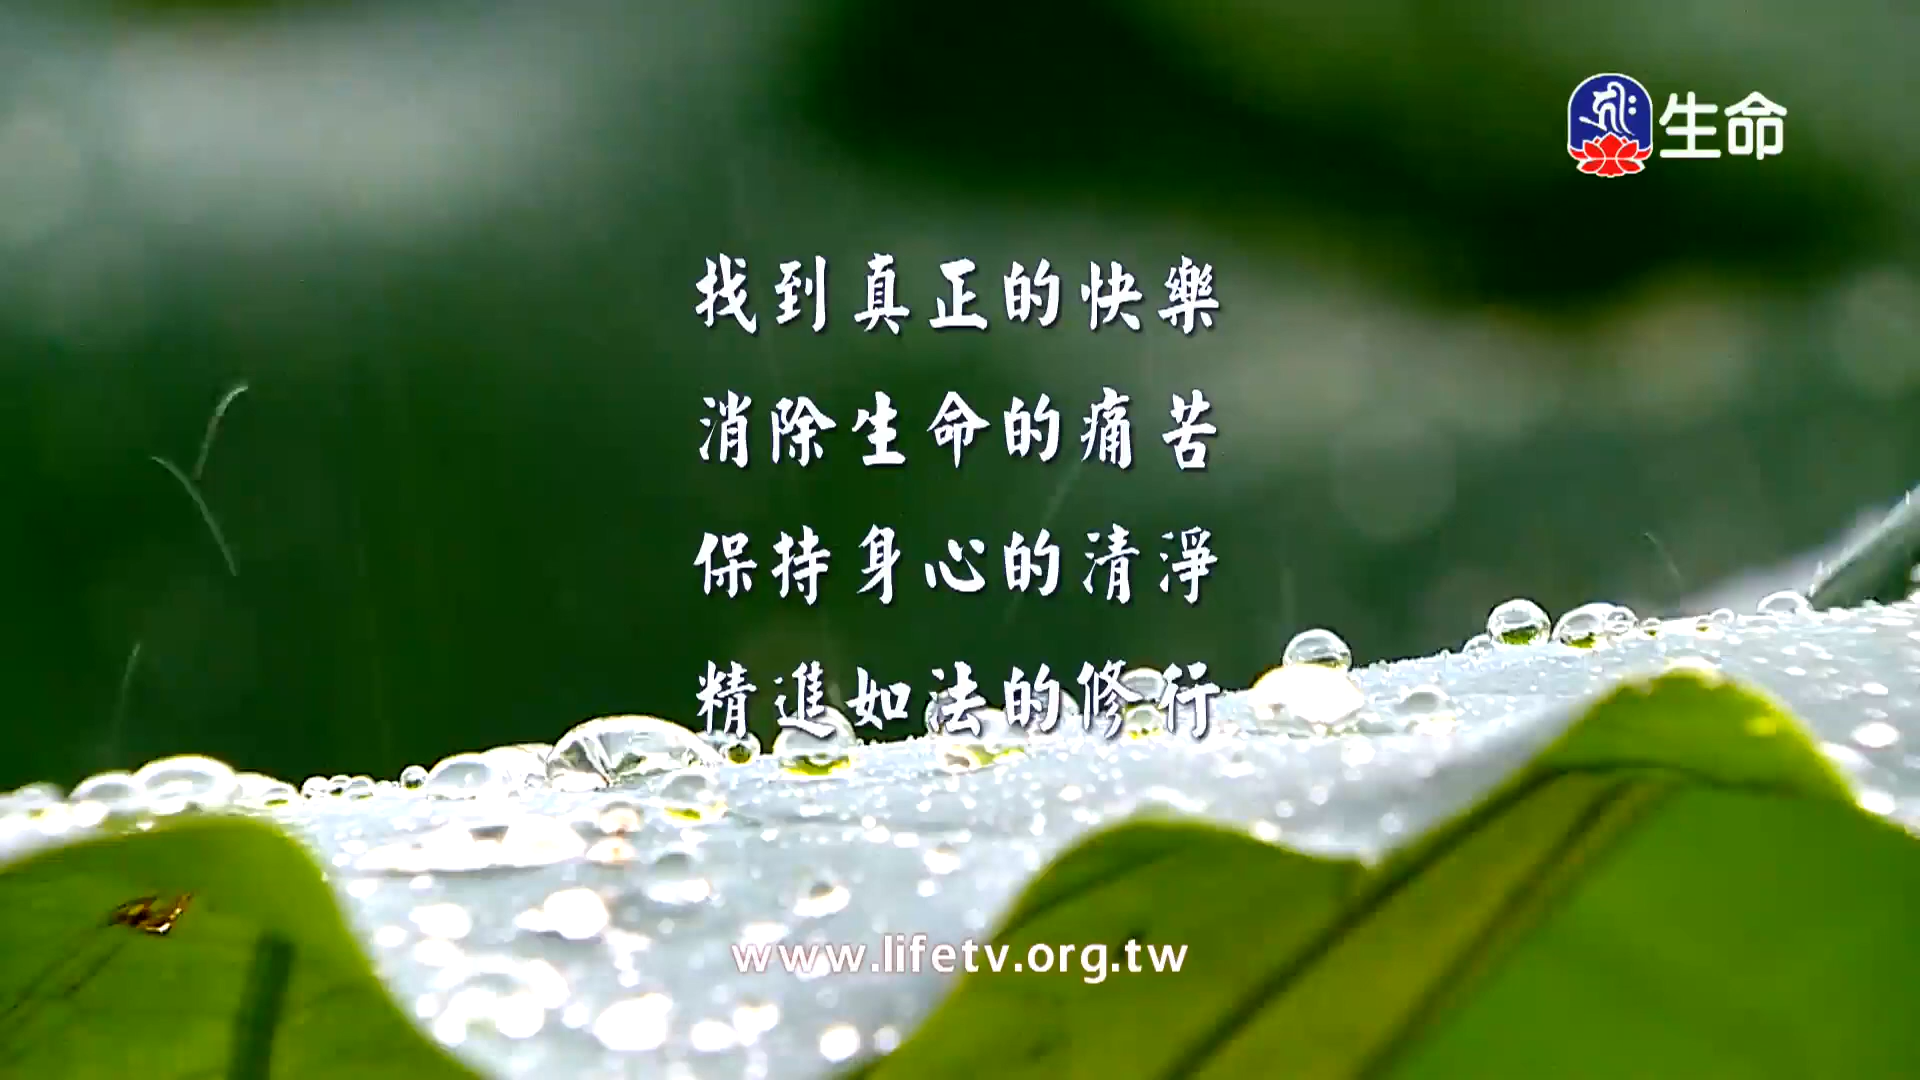 生命
找到真正的快樂
消除生命的痛苦
保持身心的清淨
精進如法的修行
www.lifetv.org.tw